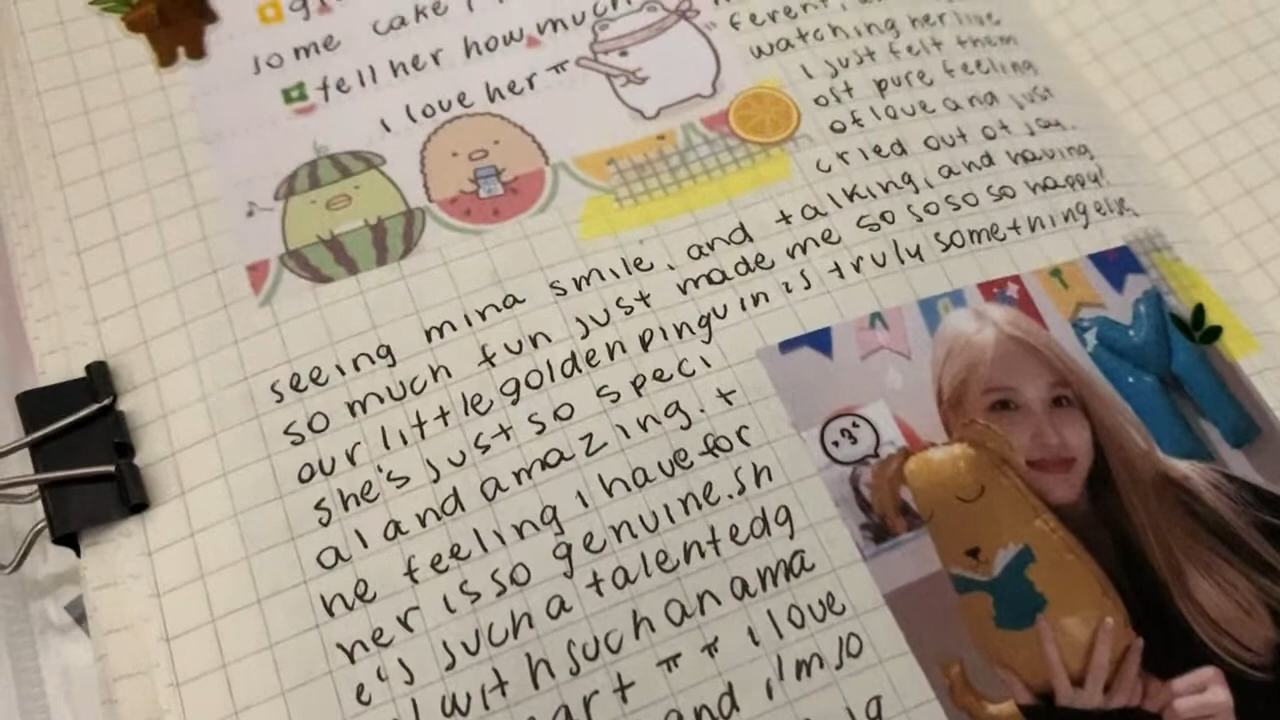 some cake
tell her how much
i love her ㅠ
watching her live
i just felt them
ost pure feeling
of love and just
cried out of joy.
seeing mina smile, and talking, and having
so much fun just made me so so so so happy!
our little golden pinguin is truly something else,
she's just so speci
al and amazing. t
he feeling i have for
her is so genuine. sh
e's such a talented g
l with such an ama
art ㅠ ㅠ i love
and i'm so